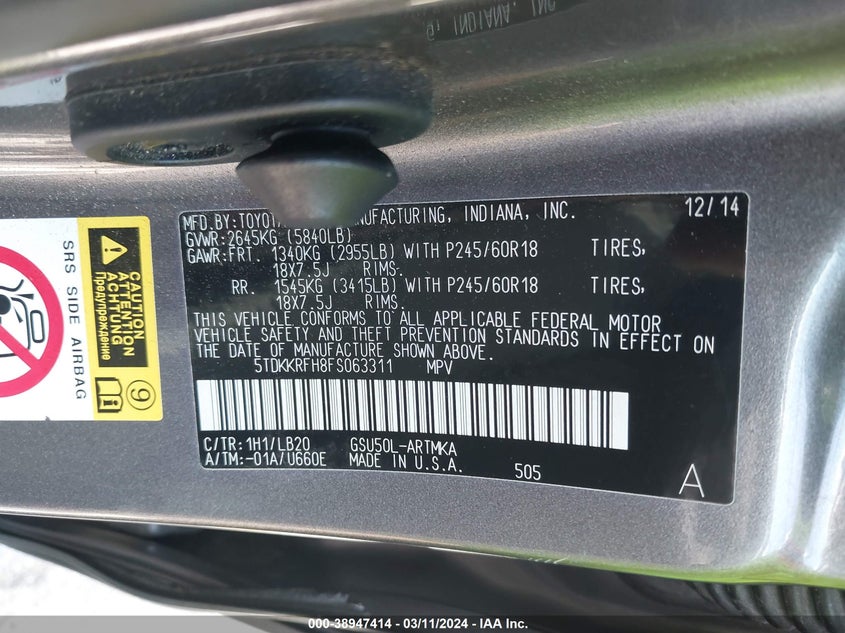 & INDIANA, INC
MFD. BY: TOYOTA MANUFACTURING, INDIANA, INC. 12/14
GVWR: 2645KG (5840LB)
GAWR: FRT. 1340KG (2955LB) WITH P245/60R18 TIRES,
18X7.5J RIMS.
RR. 1545KG (3415LB) WITH P245/60R18 TIRES,
18X7.5J RIMS.
THIS VEHICLE CONFORMS TO ALL APPLICABLE FEDERAL MOTOR
VEHICLE SAFETY AND THEFT PREVENTION STANDARDS IN EFFECT ON
THE DATE OF MANUFACTURE SHOWN ABOVE.
5TDKKRFH8FS063311 MPV
C/TR: 1H1/LB20 GSU50L-ARTMKA
A/TM: -01A/U660E MADE IN U.S.A. 505
A
SRS SIDE AIRBAG
CAUTION
ATTENTION
ACHTUNG
Предупреждение
9
000-38947414 — 03/11/2024 — IAA Inc.